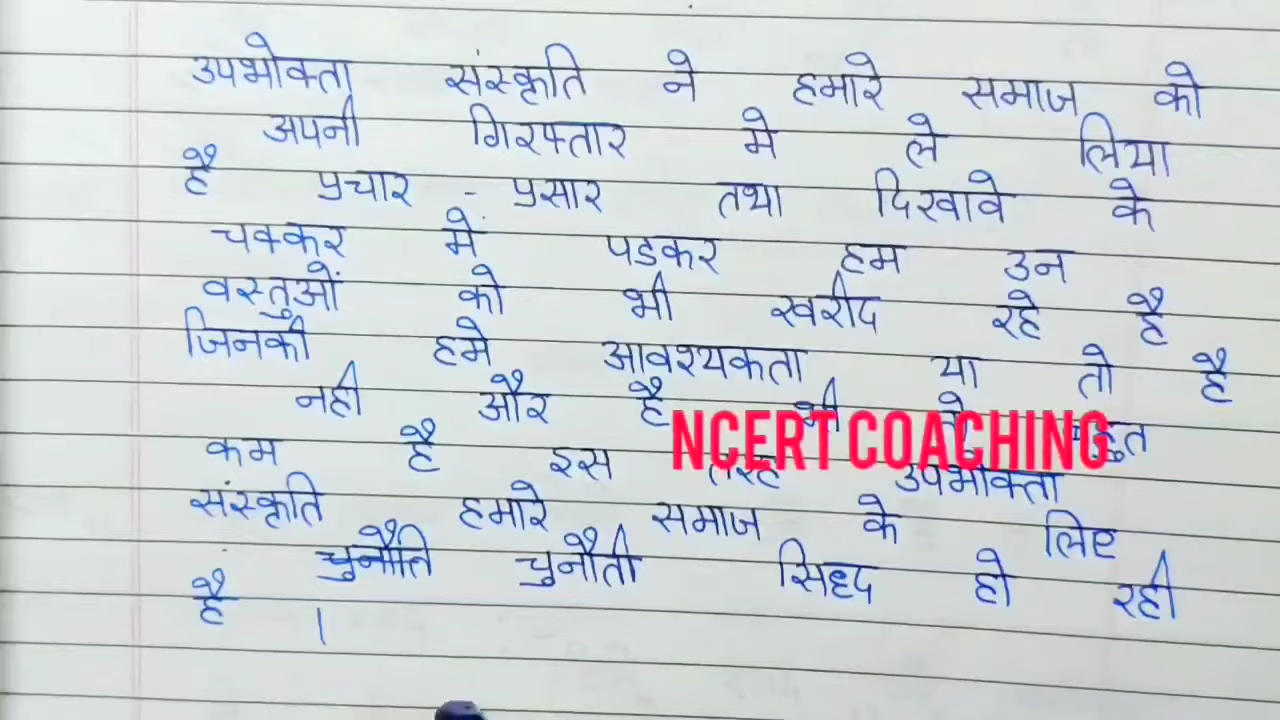 उपभोक्ता संस्कृति ने हमारे समाज को
अपनी गिरफ्तार मे ले लिया
है प्रचार - प्रसार तथा दिखावे के
चक्कर में पडकर हम उन
वस्तुओं को भी खरीद रहे है
जिनकी हमे आवश्यकता या तो है
नही और है भी
NCERT COACHING
कम है इस तरह उपभोक्ता
संस्कृति हमारे समाज के लिए
चुनौति चुनौती सिध्द हो रही
है ।